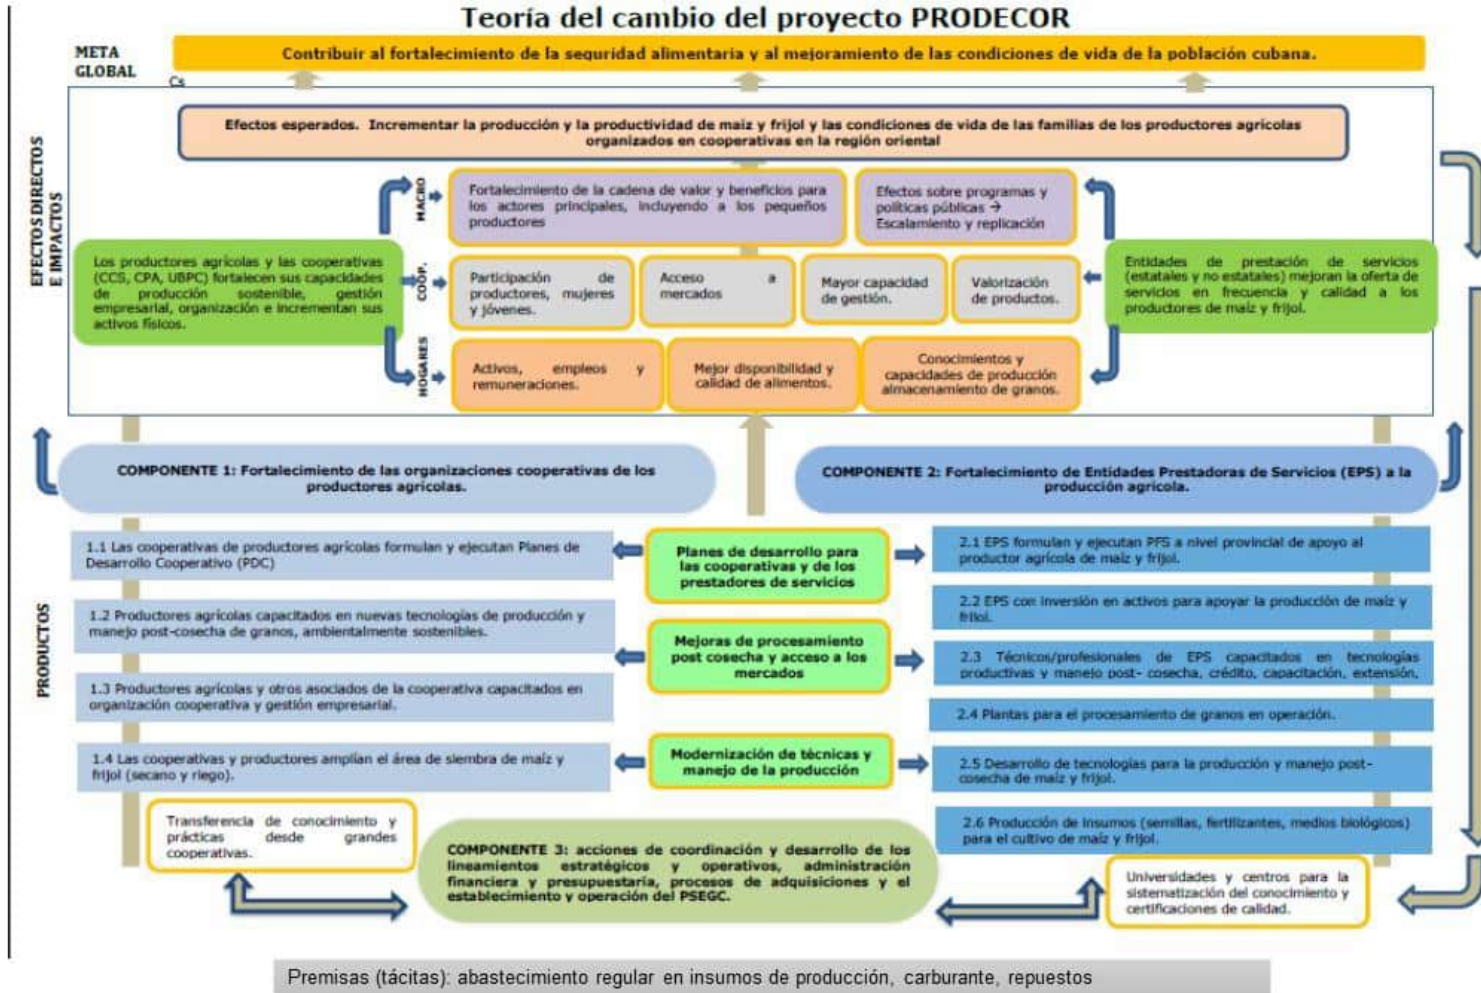 Teoría del cambio del proyecto PRODECOR
META
GLOBAL
Contribuir al fortalecimiento de la seguridad alimentaria y al mejoramiento de las condiciones de vida de la población cubana.
Cs
EFECTOS DIRECTOS
E IMPACTOS
Efectos esperados. Incrementar la producción y la productividad de maíz y frijol y las condiciones de vida de las familias de los productores agrícolas
organizados en cooperativas en la región oriental
MACRO
Fortalecimiento de la cadena de valor y beneficios para
los actores principales, incluyendo a los pequeños
productores
Efectos sobre programas y
políticas públicas →
Escalamiento y replicación
Los productores agrícolas y las cooperativas
(CCS, CPA, UBPC) fortalecen sus capacidades
de producción sostenible, gestión
empresarial, organización e incrementan sus
activos físicos.
COOP.
Participación de
productores, mujeres
y jóvenes.
Acceso a
mercados
Mayor capacidad
de gestión.
Valorización
de productos.
Entidades de prestación de servicios
(estatales y no estatales) mejoran la oferta de
servicios en frecuencia y calidad a los
productores de maíz y frijol.
HOGARES
Activos, empleos y
remuneraciones.
Mejor disponibilidad y
calidad de alimentos.
Conocimientos y
capacidades de producción
almacenamiento de granos.
COMPONENTE 1: Fortalecimiento de las organizaciones cooperativas de los
productores agrícolas.
COMPONENTE 2: Fortalecimiento de Entidades Prestadoras de Servicios (EPS) a la
producción agrícola.
PRODUCTOS
1.1 Las cooperativas de productores agrícolas formulan y ejecutan Planes de
Desarrollo Cooperativo (PDC)
1.2 Productores agrícolas capacitados en nuevas tecnologías de producción y
manejo post-cosecha de granos, ambientalmente sostenibles.
1.3 Productores agrícolas y otros asociados de la cooperativa capacitados en
organización cooperativa y gestión empresarial.
1.4 Las cooperativas y productores amplían el área de siembra de maíz y
frijol (secano y riego).
Planes de desarrollo para
las cooperativas y de los
prestadores de servicios
Mejoras de procesamiento
post cosecha y acceso a los
mercados
Modernización de técnicas y
manejo de la producción
2.1 EPS formulan y ejecutan PFS a nivel provincial de apoyo al
productor agrícola de maíz y frijol.
2.2 EPS con inversión en activos para apoyar la producción de maíz y
frijol.
2.3 Técnicos/profesionales de EPS capacitados en tecnologías
productivas y manejo post- cosecha, crédito, capacitación, extensión,
2.4 Plantas para el procesamiento de granos en operación.
2.5 Desarrollo de tecnologías para la producción y manejo post-
cosecha de maíz y frijol.
2.6 Producción de insumos (semillas, fertilizantes, medios biológicos)
para el cultivo de maíz y frijol.
Transferencia de conocimiento y
prácticas desde grandes
cooperativas.
COMPONENTE 3: acciones de coordinación y desarrollo de los
lineamientos estratégicos y operativos, administración
financiera y presupuestaría, procesos de adquisiciones y el
establecimiento y operación del PSEGC.
Universidades y centros para la
sistematización del conocimiento y
certificaciones de calidad.
Premisas (tácitas): abastecimiento regular en insumos de producción, carburante, repuestos